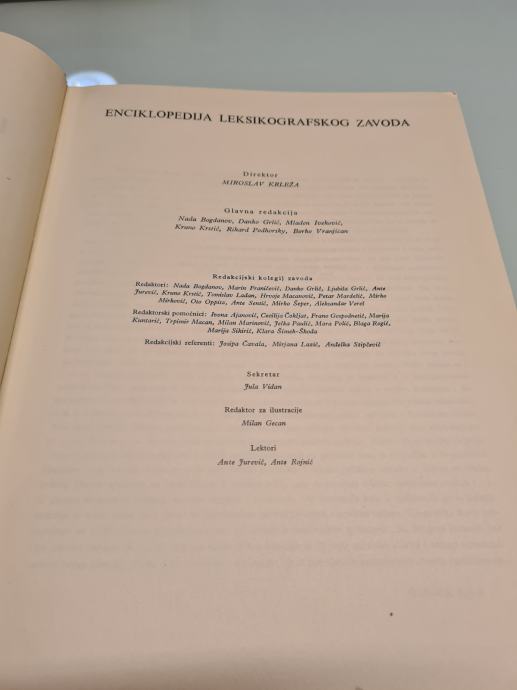 ENCIKLOPEDIJA LEKSIKOGRAFSKOG ZAVODA
Direktor
MIROSLAV KRLEŽA
Glavna redakcija
Nada Bogdanov, Danko Grlić, Mladen Iveković,
Kruno Krstić, Rikard Podhorsky, Borko Vranjican
Redakcijski kolegij zavoda
Redaktori: Nada Bogdanov, Marin Franičević, Danko Grlić, Ljubila Grlić, Ante
Jurević, Kruno Krstić, Tomislav Ladan, Hrvoje Macanović, Petar Mardešić, Mirko
Mirković, Oto Oppitz, Ante Sentić, Mirko Šeper, Aleksandar Verel
Redaktorski pomoćnici: Ivona Ajanović, Cecilija Čakljat, Frano Gospodnetić, Marija
Kuntarić, Trpimir Macan, Milan Marinović, Jelka Paulić, Mara Polić, Blaga Rogić,
Marija Sikirić, Klara Šimek-Škoda
Redakcijski referenti: Josipa Čavala, Mirjana Lasić, Anđelka Stipčević
Sekretar
Jula Vidan
Redaktor za ilustracije
Milan Gecan
Lektori
Ante Jurević, Ante Rojnić